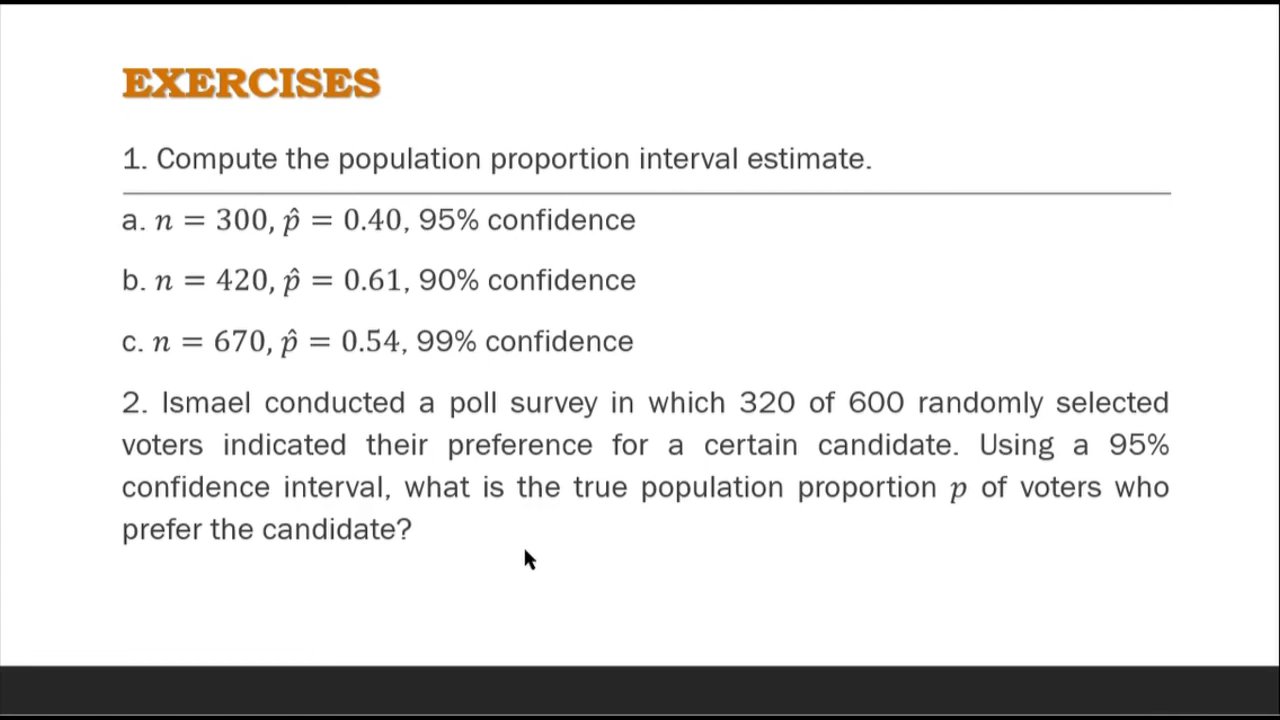 EXERCISES
1. Compute the population proportion interval estimate.
a. n = 300, p̂ = 0.40, 95% confidence
b. n = 420, p̂ = 0.61, 90% confidence
c. n = 670, p̂ = 0.54, 99% confidence
2. Ismael conducted a poll survey in which 320 of 600 randomly selected
voters indicated their preference for a certain candidate. Using a 95%
confidence interval, what is the true population proportion p of voters who
prefer the candidate?